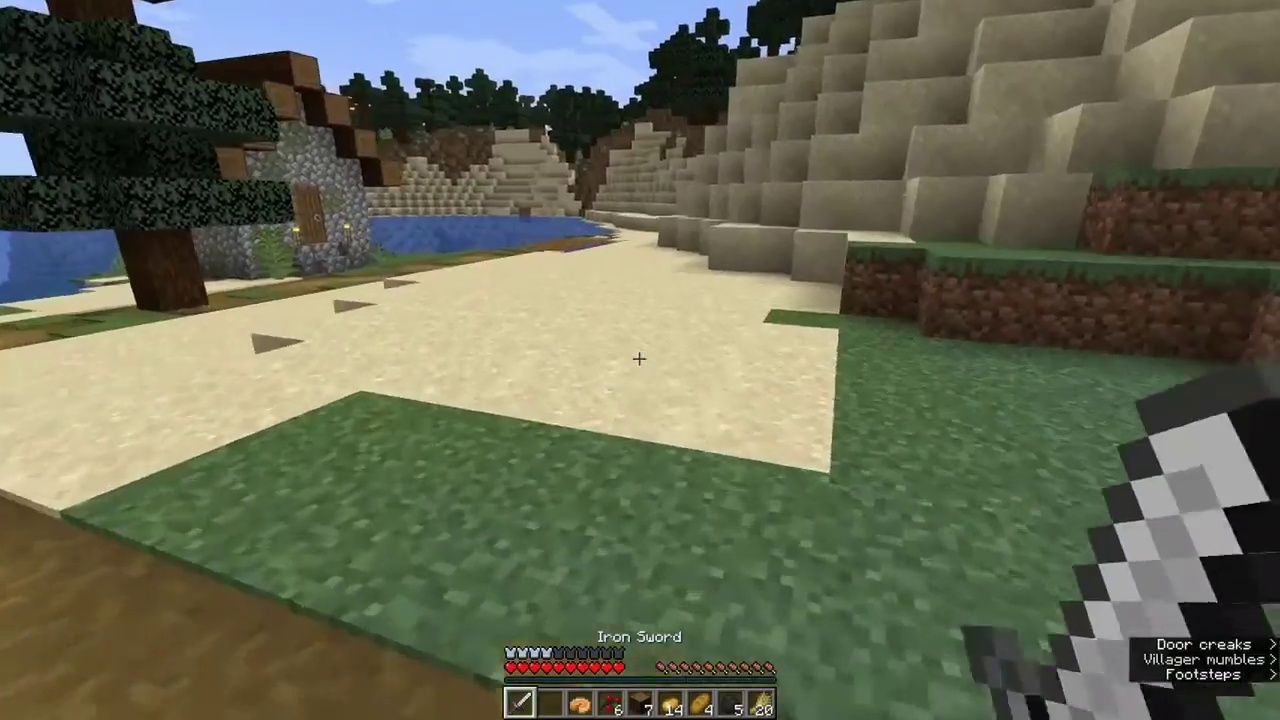 Iron Sword
Door creaks >
Villager mumbles >
Footsteps >
6 7 14 4 5 20